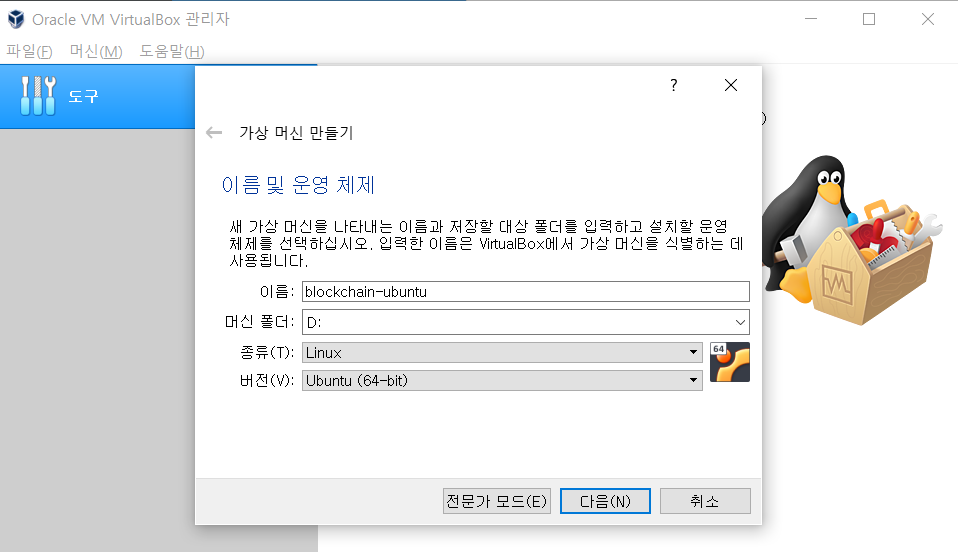 Oracle VM VirtualBox 관리자
파일(F) 머신(M) 도움말(H)
도구
?
가상 머신 만들기
이름 및 운영 체제
새 가상 머신을 나타내는 이름과 저장할 대상 폴더를 입력하고 설치할 운영
체제를 선택하십시오. 입력한 이름은 VirtualBox에서 가상 머신을 식별하는 데
사용됩니다.
이름: blockchain-ubuntu
머신 폴더: D:
종류(T): Linux
64
버전(V): Ubuntu (64-bit)
전문가 모드(E) 다음(N) 취소